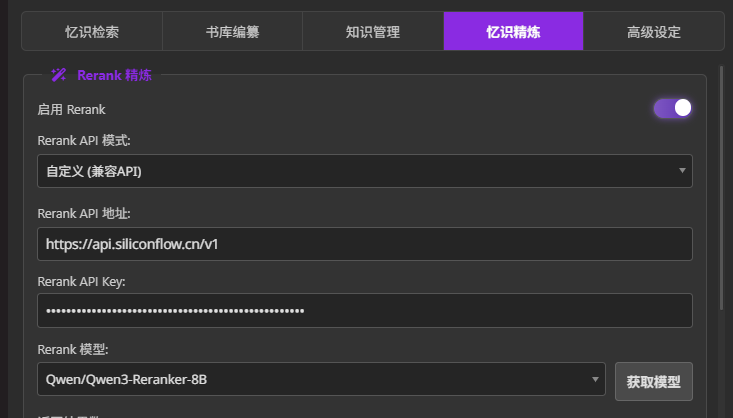 忆识检索 书库编纂 知识管理 忆识精炼 高级设定
Rerank 精炼
启用 Rerank
Rerank API 模式:
自定义 (兼容API)
Rerank API 地址:
https://api.siliconflow.cn/v1
Rerank API Key:
••••••••••••••••••••••••••••••••••••••••••••••••••••
Rerank 模型:
Qwen/Qwen3-Reranker-8B
获取模型